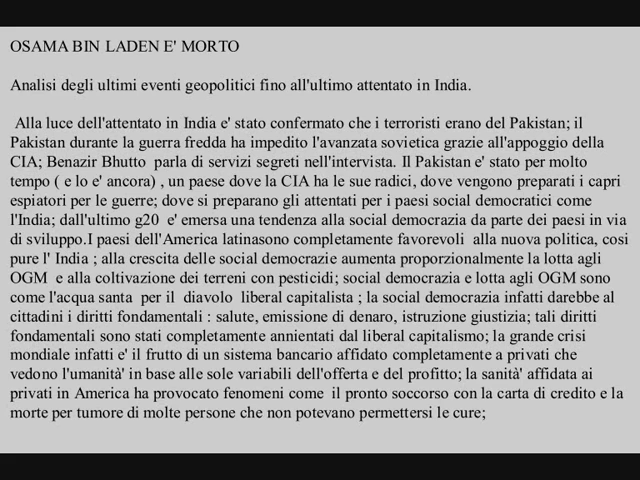 OSAMA BIN LADEN E' MORTO
Analisi degli ultimi eventi geopolitici fino all'ultimo attentato in India.
Alla luce dell'attentato in India e' stato confermato che i terroristi erano del Pakistan; il
Pakistan durante la guerra fredda ha impedito l'avanzata sovietica grazie all'appoggio della
CIA; Benazir Bhutto parla di servizi segreti nell'intervista. Il Pakistan e' stato per molto
tempo ( e lo e' ancora) , un paese dove la CIA ha le sue radici, dove vengono preparati i capri
espiatori per le guerre; dove si preparano gli attentati per i paesi social democratici come
l'India; dall'ultimo g20 e' emersa una tendenza alla social democrazia da parte dei paesi in via
di sviluppo.I paesi dell'America latinasono completamente favorevoli alla nuova politica, cosi
pure l' India ; alla crescita delle social democrazie aumenta proporzionalmente la lotta agli
OGM e alla coltivazione dei terreni con pesticidi; social democrazia e lotta agli OGM sono
come l'acqua santa per il diavolo liberal capitalista ; la social democrazia infatti darebbe al
cittadini i diritti fondamentali : salute, emissione di denaro, istruzione giustizia; tali diritti
fondamentali sono stati completamente annientati dal liberal capitalismo; la grande crisi
mondiale infatti e' il frutto di un sistema bancario affidato completamente a privati che
vedono l'umanità' in base alle sole variabili dell'offerta e del profitto; la sanità' affidata ai
privati in America ha provocato fenomeni come il pronto soccorso con la carta di credito e la
morte per tumore di molte persone che non potevano permettersi le cure;